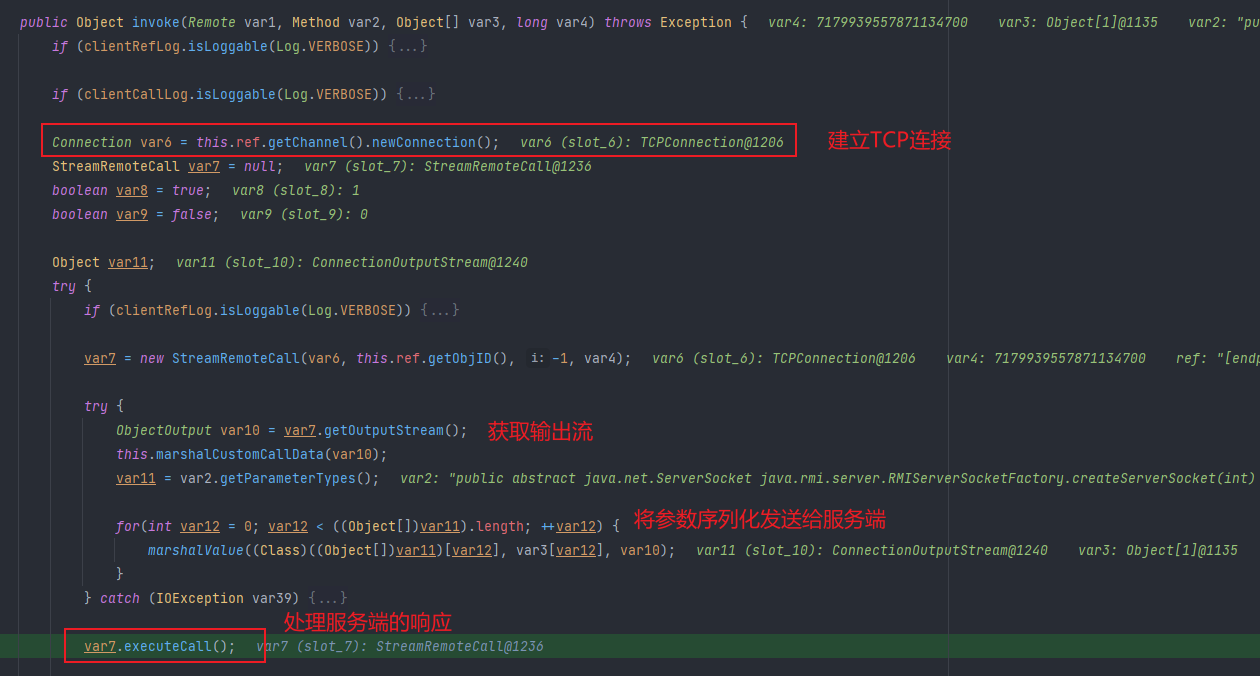 public Object invoke(Remote var1, Method var2, Object[] var3, long var4) throws Exception {   var4: 7179939557871134700    var3: Object[1]@1135    var2: "pu
if (clientRefLog.isLoggable(Log.VERBOSE)) {...}
if (clientCallLog.isLoggable(Log.VERBOSE)) {...}
Connection var6 = this.ref.getChannel().newConnection();   var6 (slot_6): TCPConnection@1206    建立TCP连接
StreamRemoteCall var7 = null;   var7 (slot_7): StreamRemoteCall@1236
boolean var8 = true;   var8 (slot_8): 1
boolean var9 = false;   var9 (slot_9): 0
Object var11;   var11 (slot_10): ConnectionOutputStream@1240
try {
if (clientRefLog.isLoggable(Log.VERBOSE)) {...}
var7 = new StreamRemoteCall(var6, this.ref.getObjID(), i: -1, var4);   var6 (slot_6): TCPConnection@1206    var4: 7179939557871134700    ref: "[endp
try {
ObjectOutput var10 = var7.getOutputStream();   获取输出流
this.marshalCustomCallData(var10);
var11 = var2.getParameterTypes();   var2: "public abstract java.net.ServerSocket java.rmi.server.RMIServerSocketFactory.createServerSocket(int)
for(int var12 = 0; var12 < ((Object[])var11).length; ++var12) {   将参数序列化发送给服务端
marshalValue((Class)((Object[])var11)[var12], var3[var12], var10);   var11 (slot_10): ConnectionOutputStream@1240    var3: Object[1]@1135
}
} catch (IOException var39) {...}
处理服务端的响应
var7.executeCall();   var7 (slot_7): StreamRemoteCall@1236